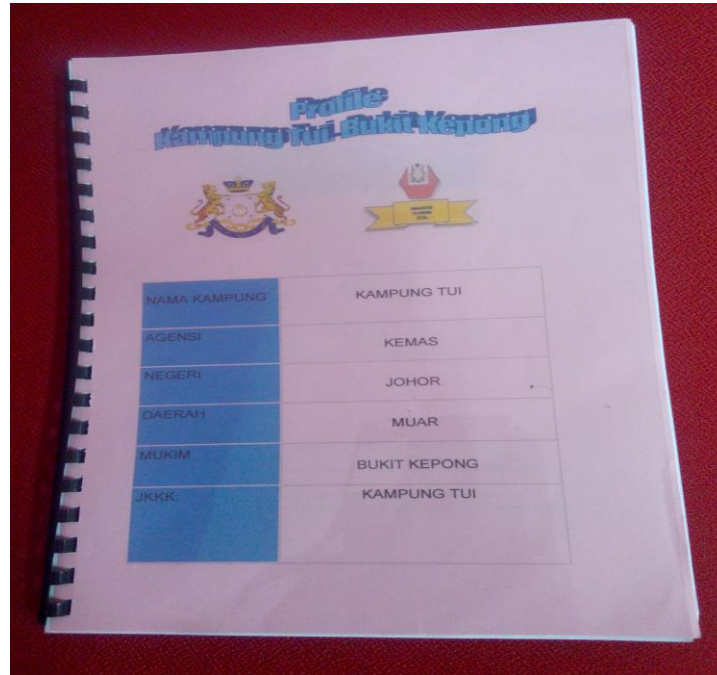 Profile
Kampung Tui Bukit Kepong
NAMA KAMPUNG KAMPUNG TUI
AGENSI KEMAS
NEGERI JOHOR
DAERAH MUAR
MUKIM BUKIT KEPONG
JKKK: KAMPUNG TUI